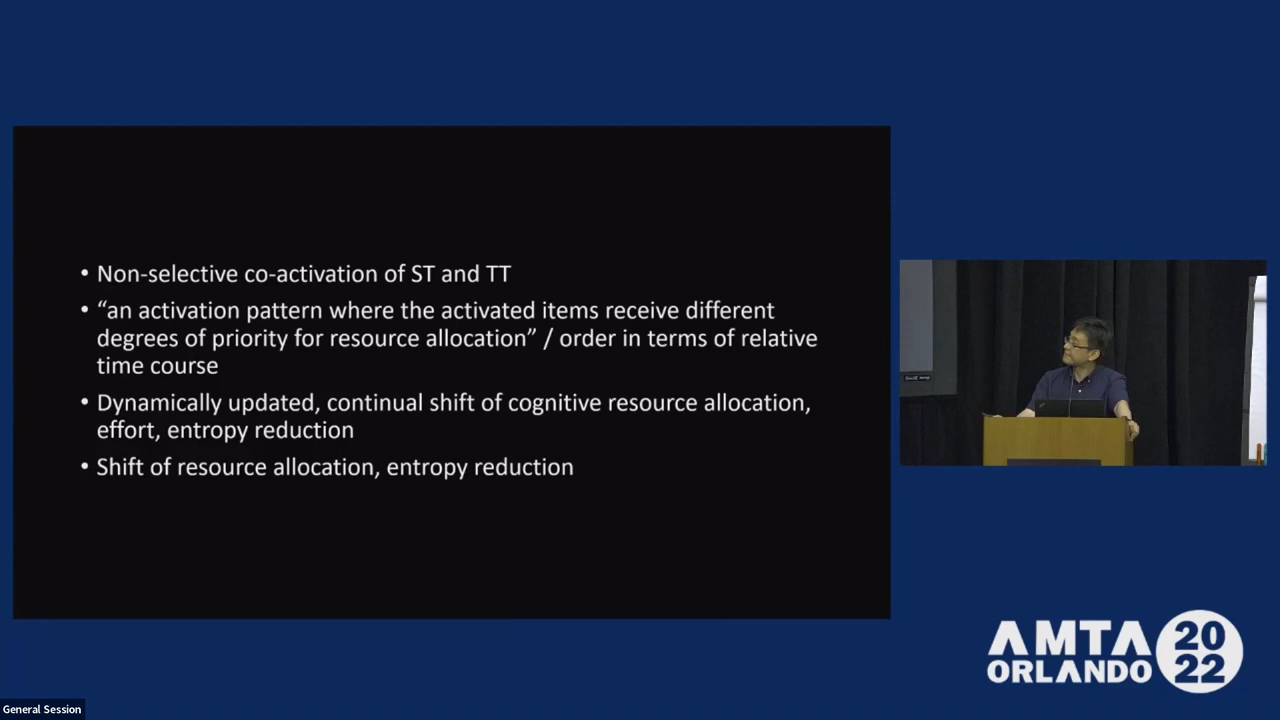 • Non-selective co-activation of ST and TT
• “an activation pattern where the activated items receive different
degrees of priority for resource allocation” / order in terms of relative
time course
• Dynamically updated, continual shift of cognitive resource allocation,
effort, entropy reduction
• Shift of resource allocation, entropy reduction
AMTA
ORLANDO
20
22
General Session